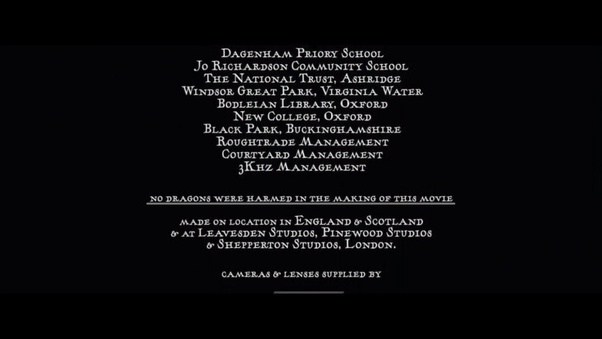 Dagenham Priory School
Jo Richardson Community School
The National Trust, Ashridge
Windsor Great Park, Virginia Water
Bodleian Library, Oxford
New College, Oxford
Black Park, Buckinghamshire
Roughtrade Management
Courtyard Management
3Khz Management
NO DRAGONS WERE HARMED IN THE MAKING OF THIS MOVIE
MADE ON LOCATION IN England & Scotland
& AT Leavesden Studios, Pinewood Studios
& Shepperton Studios, London.
CAMERAS & LENSES SUPPLIED BY